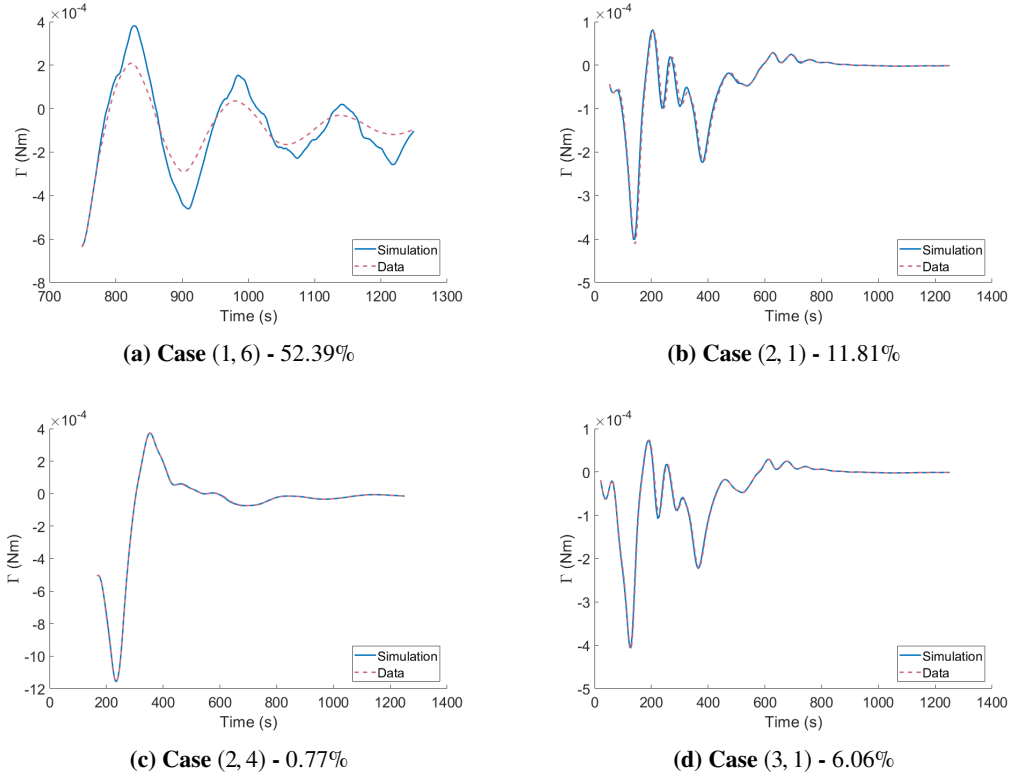 ×10⁻⁴
4
2
0
-2
-4
-6
-8
700 800 900 1000 1100 1200 1300
Γ (Nm)
Time (s)
Simulation
Data
(a) Case (1, 6) - 52.39%
×10⁻⁴
1
0
-1
-2
-3
-4
-5
0 200 400 600 800 1000 1200 1400
Γ (Nm)
Time (s)
Simulation
Data
(b) Case (2, 1) - 11.81%
×10⁻⁴
4
2
0
-2
-4
-6
-8
-10
-12
0 200 400 600 800 1000 1200 1400
Γ (Nm)
Time (s)
Simulation
Data
(c) Case (2, 4) - 0.77%
×10⁻⁴
1
0
-1
-2
-3
-4
-5
0 200 400 600 800 1000 1200 1400
Γ (Nm)
Time (s)
Simulation
Data
(d) Case (3, 1) - 6.06%